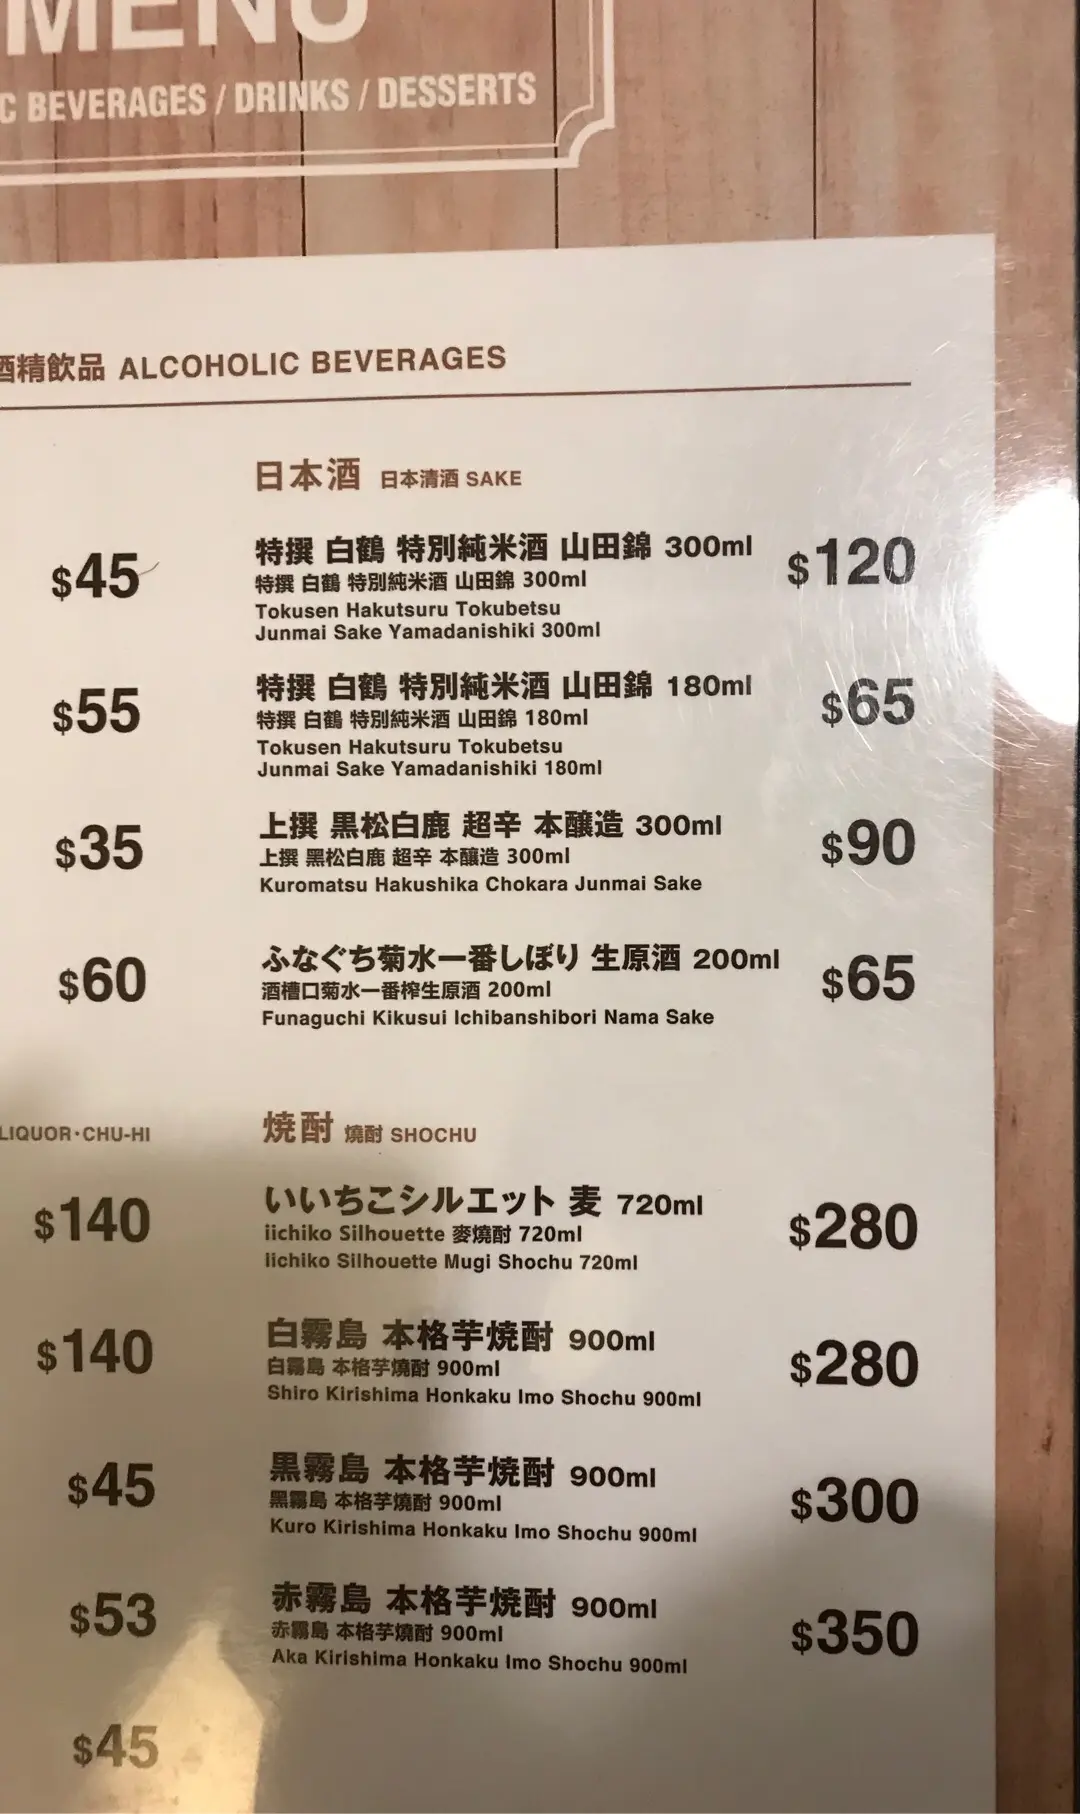 MENU
C BEVERAGES / DRINKS / DESSERTS
酒精飲品 ALCOHOLIC BEVERAGES
日本酒 日本清酒 SAKE
$45
特撰 白鶴 特別純米酒 山田錦 300ml $120
特撰 白鶴 特別純米酒 山田錦 300ml
Tokusen Hakutsuru Tokubetsu
Junmai Sake Yamadanishiki 300ml
$55
特撰 白鶴 特別純米酒 山田錦 180ml $65
特撰 白鶴 特別純米酒 山田錦 180ml
Tokusen Hakutsuru Tokubetsu
Junmai Sake Yamadanishiki 180ml
$35
上撰 黒松白鹿 超辛 本醸造 300ml $90
上撰 黑松白鹿 超辛 本釀造 300ml
Kuromatsu Hakushika Chokara Junmai Sake
$60
ふなぐち菊水一番しぼり 生原酒 200ml $65
酒槽口菊水一番榨生原酒 200ml
Funaguchi Kikusui Ichibanshibori Nama Sake
LIQUOR・CHU-HI
焼酎 燒酎 SHOCHU
$140
いいちこシルエット 麦 720ml $280
iichiko Silhouette 麥燒酎 720ml
Iichiko Silhouette Mugi Shochu 720ml
$140
白霧島 本格芋焼酎 900ml $280
白霧島 本格芋燒酎 900ml
Shiro Kirishima Honkaku Imo Shochu 900ml
$45
黒霧島 本格芋焼酎 900ml $300
黑霧島 本格芋燒酎 900ml
Kuro Kirishima Honkaku Imo Shochu 900ml
$53
赤霧島 本格芋焼酎 900ml $350
赤霧島 本格芋燒酎 900ml
Aka Kirishima Honkaku Imo Shochu 900ml
$45